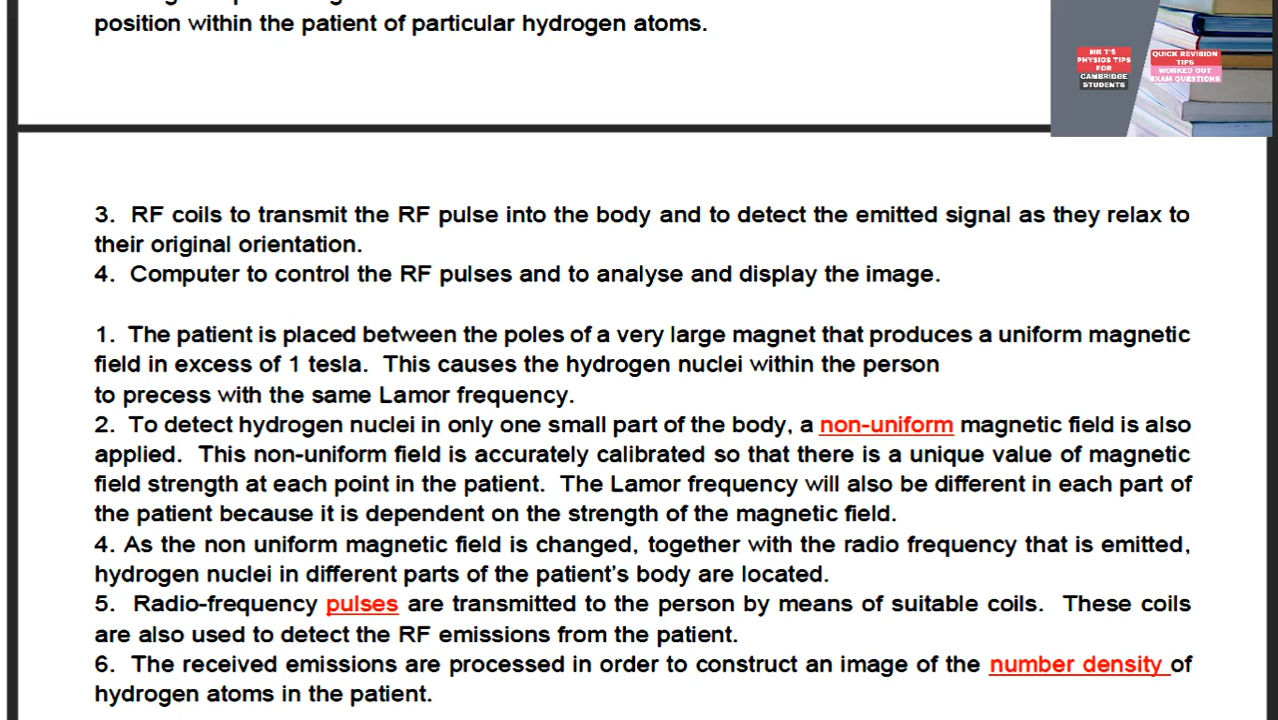 position within the patient of particular hydrogen atoms.
MR T'S
PHYSICS TIPS
FOR
CAMBRIDGE
STUDENTS
QUICK REVISION
TIPS
WORKED OUT
EXAM QUESTIONS
3. RF coils to transmit the RF pulse into the body and to detect the emitted signal as they relax to
their original orientation.
4. Computer to control the RF pulses and to analyse and display the image.
1. The patient is placed between the poles of a very large magnet that produces a uniform magnetic
field in excess of 1 tesla. This causes the hydrogen nuclei within the person
to precess with the same Lamor frequency.
2. To detect hydrogen nuclei in only one small part of the body, a non-uniform magnetic field is also
applied. This non-uniform field is accurately calibrated so that there is a unique value of magnetic
field strength at each point in the patient. The Lamor frequency will also be different in each part of
the patient because it is dependent on the strength of the magnetic field.
4. As the non uniform magnetic field is changed, together with the radio frequency that is emitted,
hydrogen nuclei in different parts of the patient's body are located.
5. Radio-frequency pulses are transmitted to the person by means of suitable coils. These coils
are also used to detect the RF emissions from the patient.
6. The received emissions are processed in order to construct an image of the number density of
hydrogen atoms in the patient.